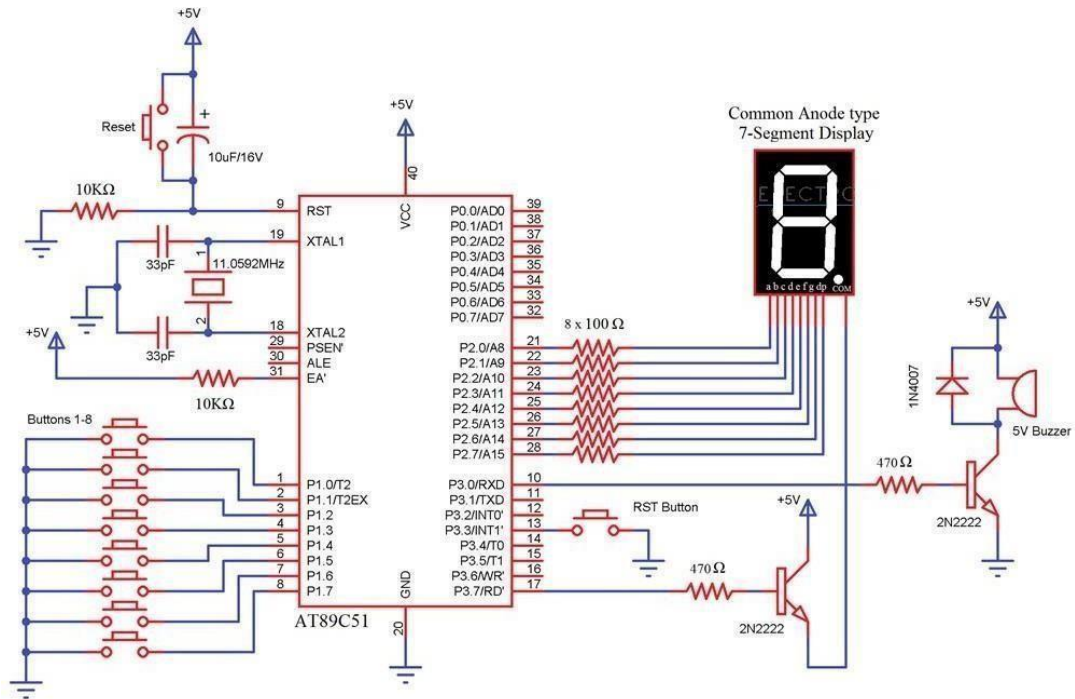 +5V
Reset
+
10uF/16V
10KΩ
33pF
1
11.0592MHz
2
33pF
+5V
10KΩ
Buttons 1-8
+5V
40
VCC
9 RST
19 XTAL1
18 XTAL2
29 PSEN'
30 ALE
31 EA'
1 P1.0/T2
2 P1.1/T2EX
3 P1.2
4 P1.3
5 P1.4
6 P1.5
7 P1.6
8 P1.7
P0.0/AD0 39
P0.1/AD1 38
P0.2/AD2 37
P0.3/AD3 36
P0.4/AD4 35
P0.5/AD5 34
P0.6/AD6 33
P0.7/AD7 32
P2.0/A8 21
P2.1/A9 22
P2.2/A10 23
P2.3/A11 24
P2.4/A12 25
P2.5/A13 26
P2.6/A14 27
P2.7/A15 28
P3.0/RXD 10
P3.1/TXD 11
P3.2/INT0' 12
P3.3/INT1' 13
P3.4/T0 14
P3.5/T1 15
P3.6/WR' 16
P3.7/RD' 17
GND
20
AT89C51
8 x 100 Ω
Common Anode type
7-Segment Display
ELECTRO
a b c d e f g dp COM
RST Button
470Ω
+5V
2N2222
470Ω
+5V
1N4007
5V Buzzer
2N2222